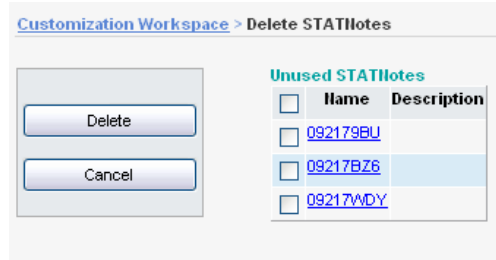 Customization Workspace > Delete STATNotes
Delete
Cancel
Unused STATNotes
Name Description
092179BU
09217BZ6
09217WDY